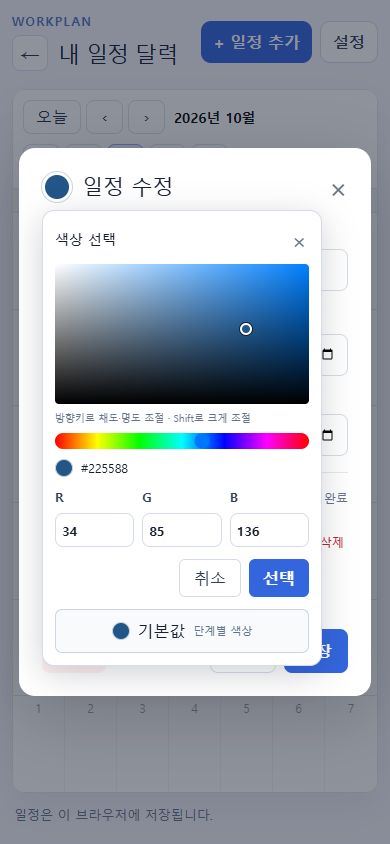 WORKPLAN
← 내 일정 달력 + 일정 추가 설정
오늘 ‹ › 2026년 10월
일정 수정 ×
색상 선택 ×
방향키로 채도·명도 조절 · Shift로 크게 조절
#225588
R G B
34 85 136
완료
삭제
취소 선택
기본값 단계별 색상
장
1 2 3 4 5 6 7
일정은 이 브라우저에 저장됩니다.